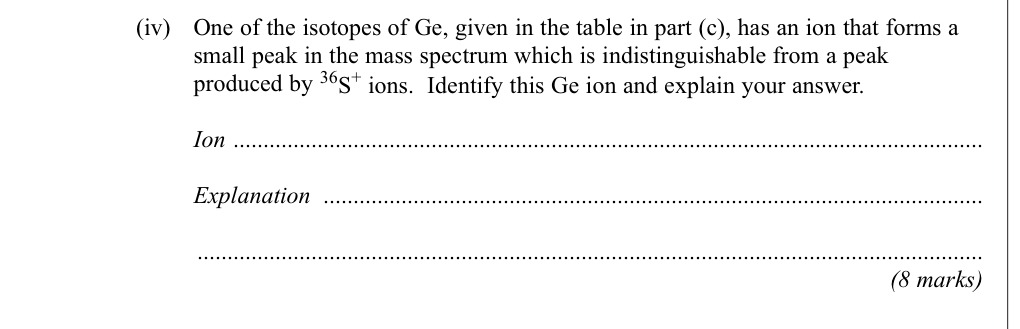 (iv) One of the isotopes of Ge, given in the table in part (c), has an ion that forms a
small peak in the mass spectrum which is indistinguishable from a peak
produced by ³⁶S⁺ ions. Identify this Ge ion and explain your answer.
Ion ..............................................................................................................................
Explanation ..............................................................................................................
....................................................................................................................................
(8 marks)